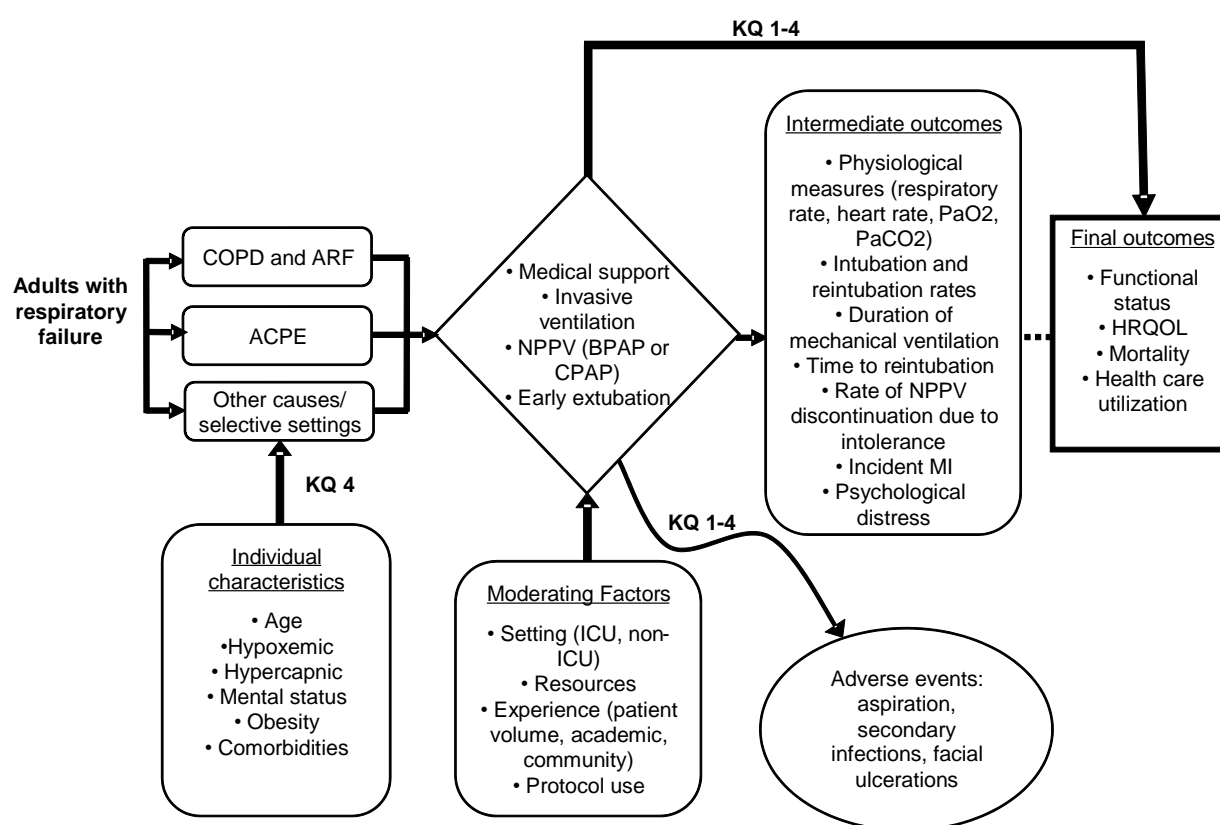 KQ 1-4
Adults with
respiratory
failure
COPD and ARF
ACPE
Other causes/
selective settings
KQ 4
Individual
characteristics
• Age
•Hypoxemic
• Hypercapnic
• Mental status
• Obesity
• Comorbidities
• Medical support
• Invasive
ventilation
• NPPV (BPAP or
CPAP)
• Early extubation
Moderating Factors
• Setting (ICU, non-
ICU)
• Resources
• Experience (patient
volume, academic,
community)
• Protocol use
KQ 1-4
Intermediate outcomes
• Physiological
measures (respiratory
rate, heart rate, PaO2,
PaCO2)
• Intubation and
reintubation rates
• Duration of
mechanical ventilation
• Time to reintubation
• Rate of NPPV
discontinuation due to
intolerance
• Incident MI
• Psychological
distress
Adverse events:
aspiration,
secondary
infections, facial
ulcerations
Final outcomes
• Functional
status
• HRQOL
• Mortality
• Health care
utilization